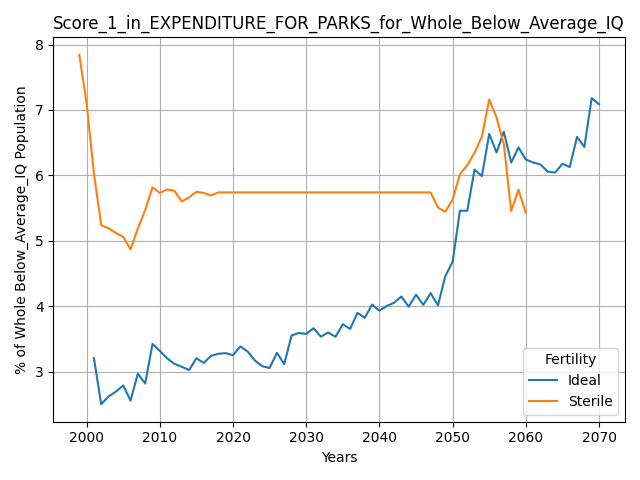 Score_1_in_EXPENDITURE_FOR_PARKS_for_Whole_Below_Average_IQ
% of Whole Below_Average_IQ Population
8
7
6
5
4
3
2000 2010 2020 2030 2040 2050 2060 2070
Years
Fertility
Ideal
Sterile